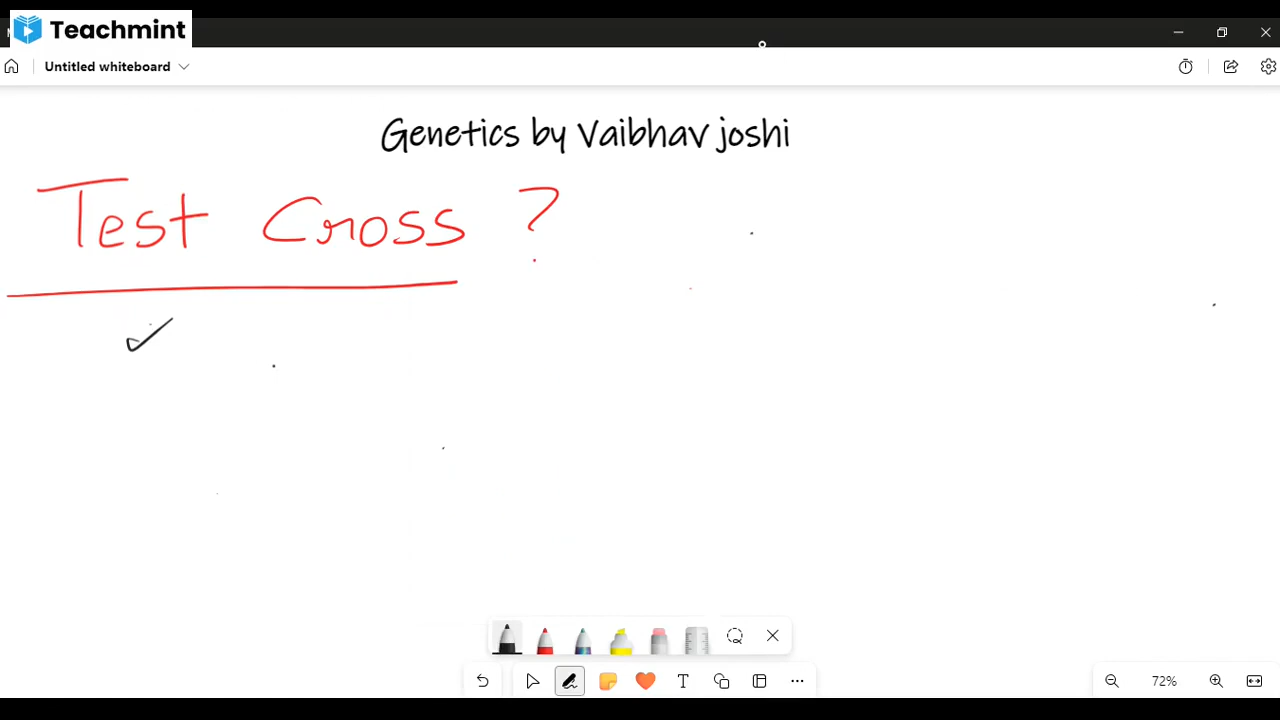 Teachmint
Untitled whiteboard
Genetics by Vaibhav joshi
Test Cross ?
72%